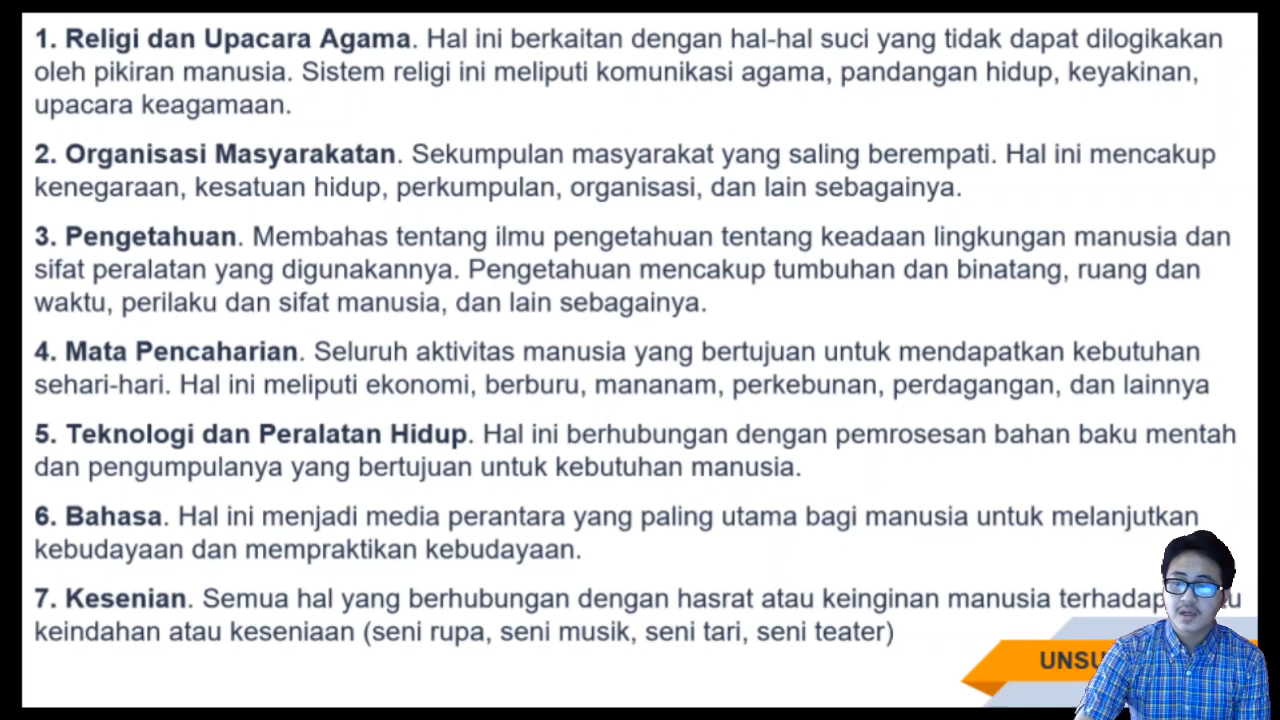 1. Religi dan Upacara Agama. Hal ini berkaitan dengan hal-hal suci yang tidak dapat dilogikakan
oleh pikiran manusia. Sistem religi ini meliputi komunikasi agama, pandangan hidup, keyakinan,
upacara keagamaan.
2. Organisasi Masyarakatan. Sekumpulan masyarakat yang saling berempati. Hal ini mencakup
kenegaraan, kesatuan hidup, perkumpulan, organisasi, dan lain sebagainya.
3. Pengetahuan. Membahas tentang ilmu pengetahuan tentang keadaan lingkungan manusia dan
sifat peralatan yang digunakannya. Pengetahuan mencakup tumbuhan dan binatang, ruang dan
waktu, perilaku dan sifat manusia, dan lain sebagainya.
4. Mata Pencaharian. Seluruh aktivitas manusia yang bertujuan untuk mendapatkan kebutuhan
sehari-hari. Hal ini meliputi ekonomi, berburu, mananam, perkebunan, perdagangan, dan lainnya
5. Teknologi dan Peralatan Hidup. Hal ini berhubungan dengan pemrosesan bahan baku mentah
dan pengumpulanya yang bertujuan untuk kebutuhan manusia.
6. Bahasa. Hal ini menjadi media perantara yang paling utama bagi manusia untuk melanjutkan
kebudayaan dan mempraktikan kebudayaan.
7. Kesenian. Semua hal yang berhubungan dengan hasrat atau keinginan manusia terhadap
keindahan atau keseniaan (seni rupa, seni musik, seni tari, seni teater)